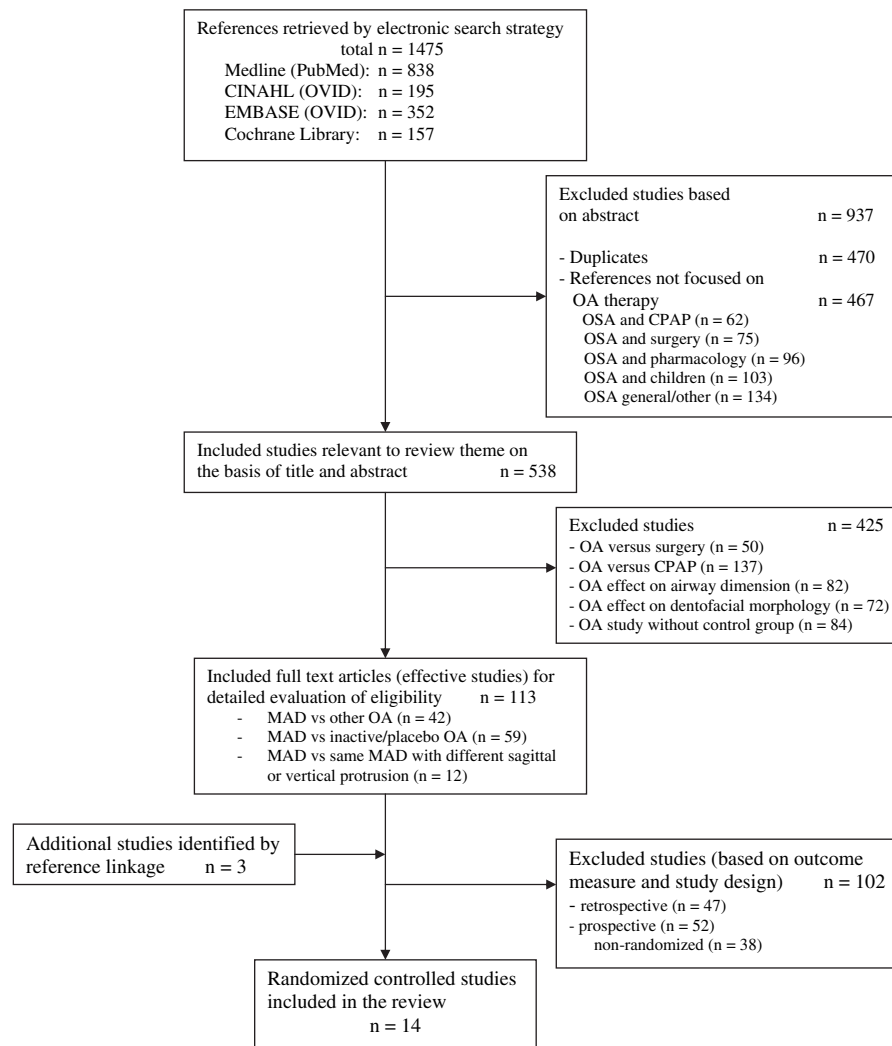 References retrieved by electronic search strategy
total n = 1475
Medline (PubMed): n = 838
CINAHL (OVID): n = 195
EMBASE (OVID): n = 352
Cochrane Library: n = 157
Excluded studies based
on abstract n = 937
- Duplicates n = 470
- References not focused on
OA therapy n = 467
OSA and CPAP (n = 62)
OSA and surgery (n = 75)
OSA and pharmacology (n = 96)
OSA and children (n = 103)
OSA general/other (n = 134)
Included studies relevant to review theme on
the basis of title and abstract n = 538
Excluded studies n = 425
- OA versus surgery (n = 50)
- OA versus CPAP (n = 137)
- OA effect on airway dimension (n = 82)
- OA effect on dentofacial morphology (n = 72)
- OA study without control group (n = 84)
Included full text articles (effective studies) for
detailed evaluation of eligibility n = 113
- MAD vs other OA (n = 42)
- MAD vs inactive/placebo OA (n = 59)
- MAD vs same MAD with different sagittal
or vertical protrusion (n = 12)
Additional studies identified by
reference linkage n = 3
Excluded studies (based on outcome
measure and study design) n = 102
- retrospective (n = 47)
- prospective (n = 52)
non-randomized (n = 38)
Randomized controlled studies
included in the review
n = 14